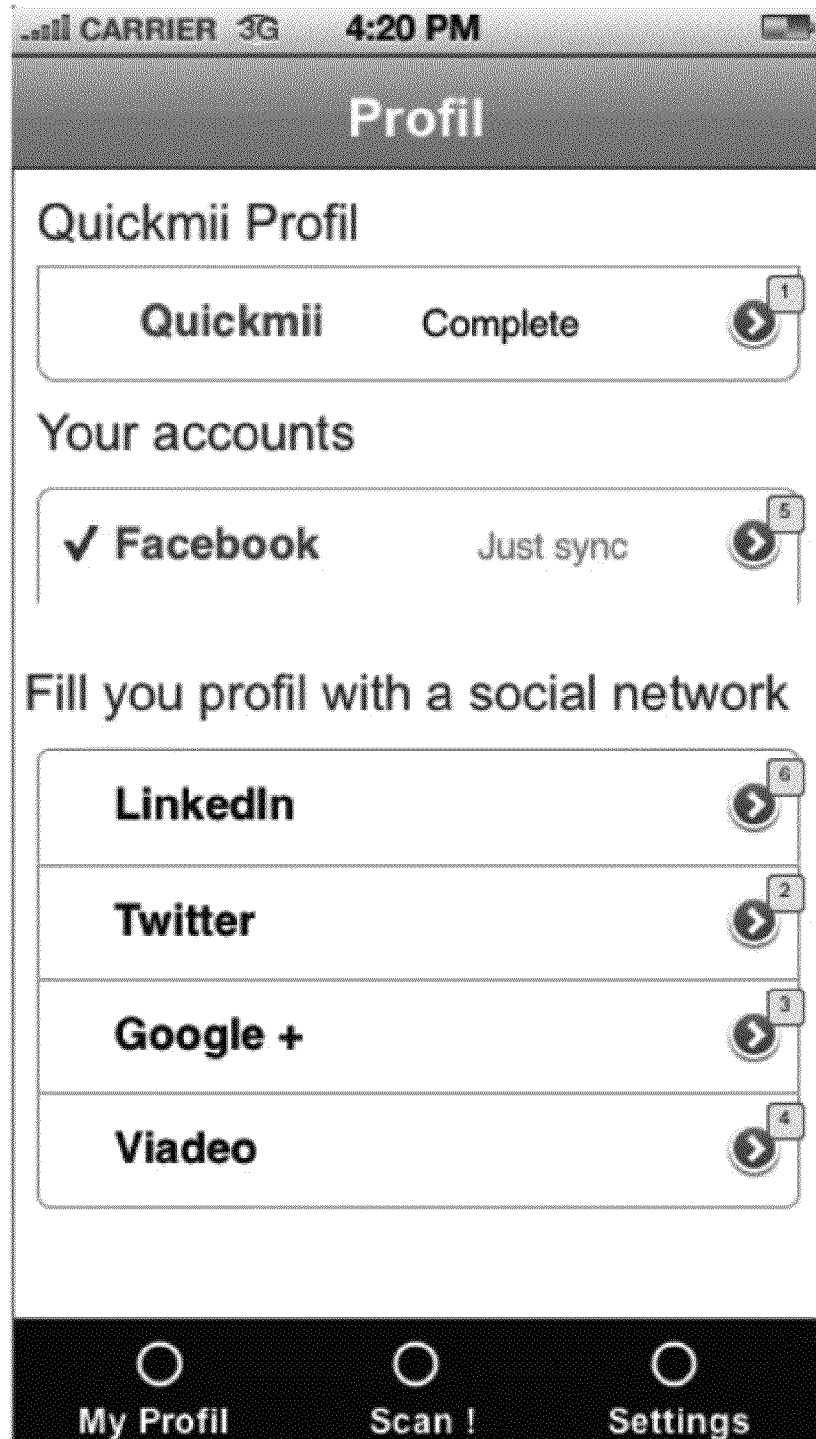 CARRIER 3G 4:20 PM
Profil
Quickmii Profil
Quickmii Complete 1
Your accounts
✓ Facebook Just sync 5
Fill you profil with a social network
LinkedIn 6
Twitter 2
Google + 3
Viadeo 4
My Profil Scan ! Settings